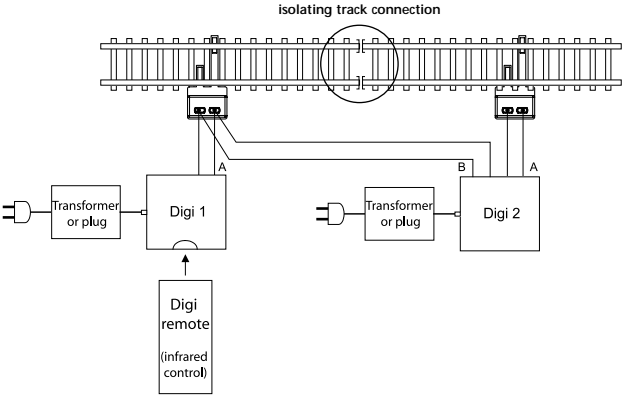 isolating track connection
A
B
A
Transformer
or plug
Digi 1
Transformer
or plug
Digi 2
Digi
remote
(infrared
control)